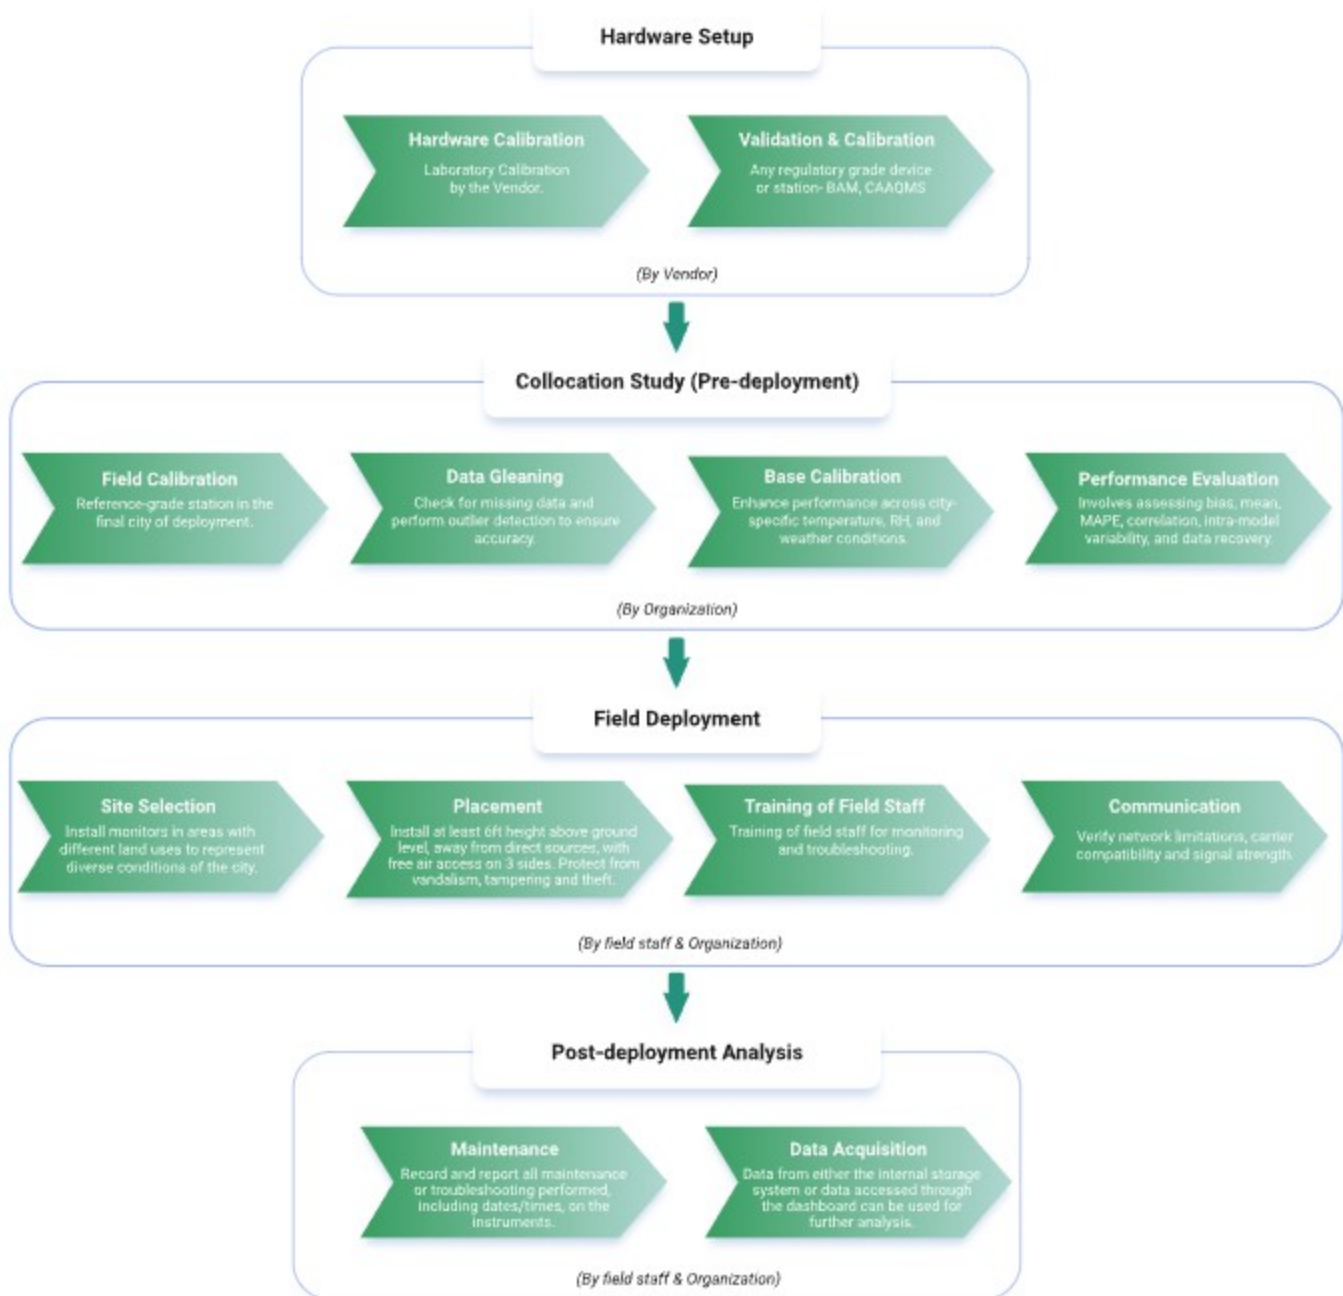 Hardware Setup
Hardware Calibration
Laboratory Calibration
by the Vendor.
Validation & Calibration
Any regulatory grade device
or station- BAM, CAAQMS
(By Vendor)
Collocation Study (Pre-deployment)
Field Calibration
Reference-grade station in the
final city of deployment.
Data Gleaning
Check for missing data and
perform outlier detection to ensure
accuracy.
Base Calibration
Enhance performance across city-
specific temperature, RH, and
weather conditions.
Performance Evaluation
Involves assessing bias, mean,
MAPE, correlation, intra-model
variability, and data recovery.
(By Organization)
Field Deployment
Site Selection
Install monitors in areas with
different land uses to represent
diverse conditions of the city.
Placement
Install at least 6ft height above ground
level, away from direct sources, with
free air access on 3 sides. Protect from
vandalism, tampering and theft.
Training of Field Staff
Training of field staff for monitoring
and troubleshooting.
Communication
Verify network limitations, carrier
compatibility and signal strength.
(By field staff & Organization)
Post-deployment Analysis
Maintenance
Record and report all maintenance
or troubleshooting performed,
including dates/times, on the
instruments.
Data Acquisition
Data from either the internal storage
system or data accessed through
the dashboard can be used for
further analysis.
(By field staff & Organization)